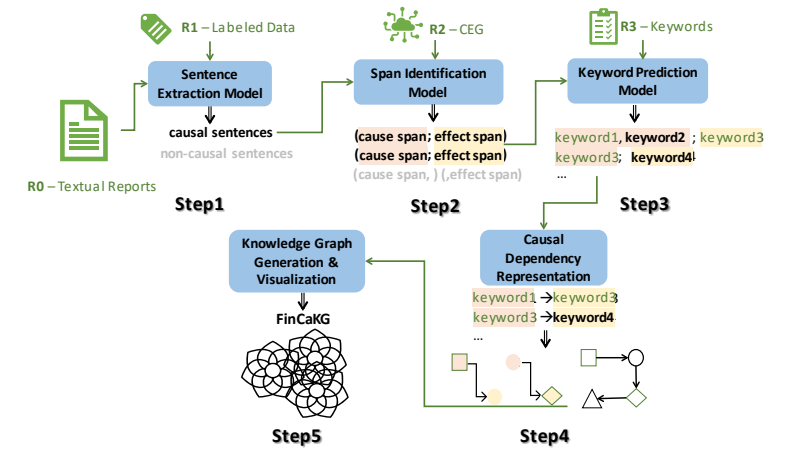 R1 – Labeled Data
R2 – CEG
R3 – Keywords
Sentence
Extraction Model
Span Identification
Model
Keyword Prediction
Model
causal sentences
non-causal sentences
(cause span; effect span)
(cause span; effect span)
(cause span, ) (,effect span)
keyword1, keyword2 ; keyword3
keyword3; keyword4
...
R0 – Textual Reports
Step1
Step2
Step3
Knowledge Graph
Generation &
Visualization
FinCaKG
Causal
Dependency
Representation
keyword1 → keyword3
keyword3 → keyword4
...
Step5
Step4